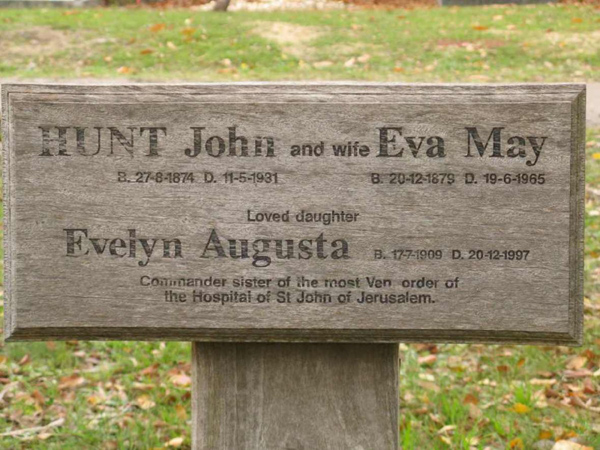 HUNT John and wife Eva May
B. 27-8-1874 D. 11-5-1931 B. 20-12-1879 D. 19-6-1965
Loved daughter
Evelyn Augusta B. 17-7-1909 D. 20-12-1997
Commander sister of the most Ven. order of
the Hospital of St John of Jerusalem.